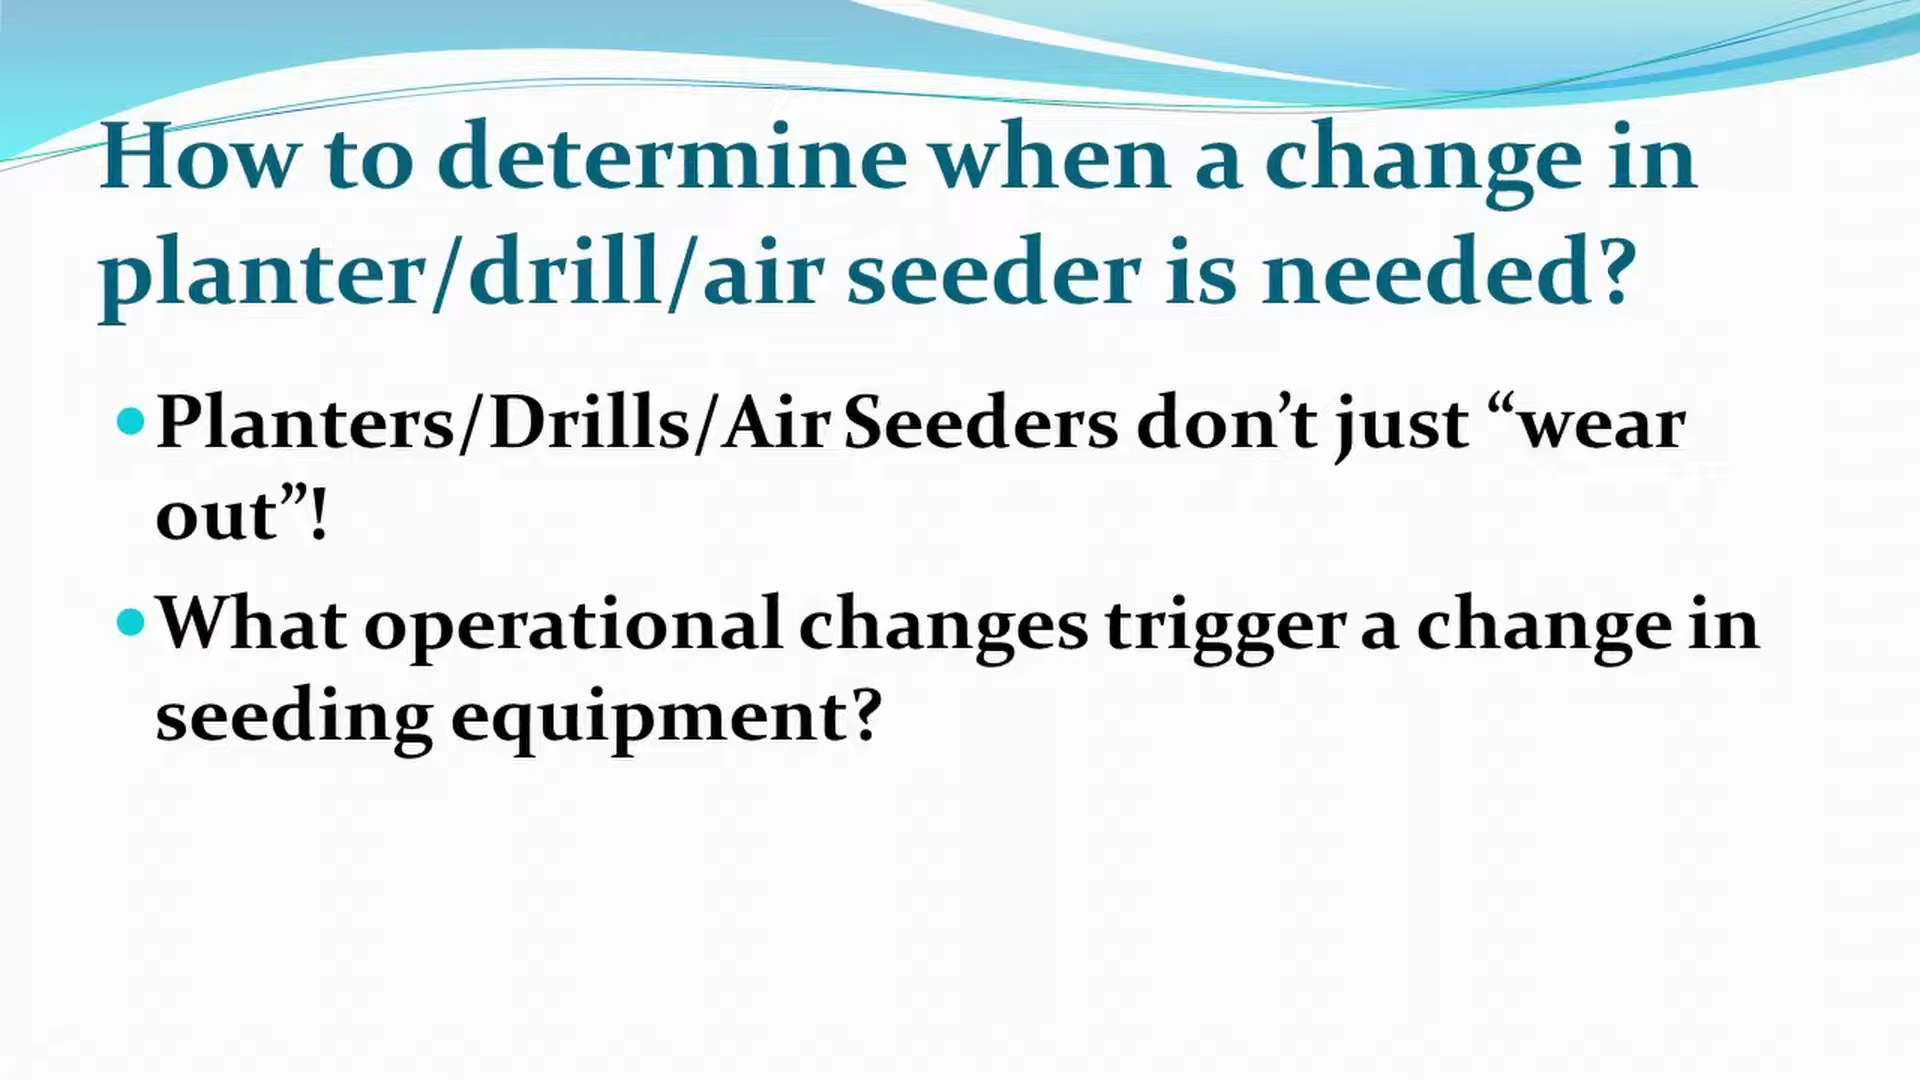 How to determine when a change in
planter/drill/air seeder is needed?
•Planters/Drills/Air Seeders don’t just “wear
out”!
•What operational changes trigger a change in
seeding equipment?